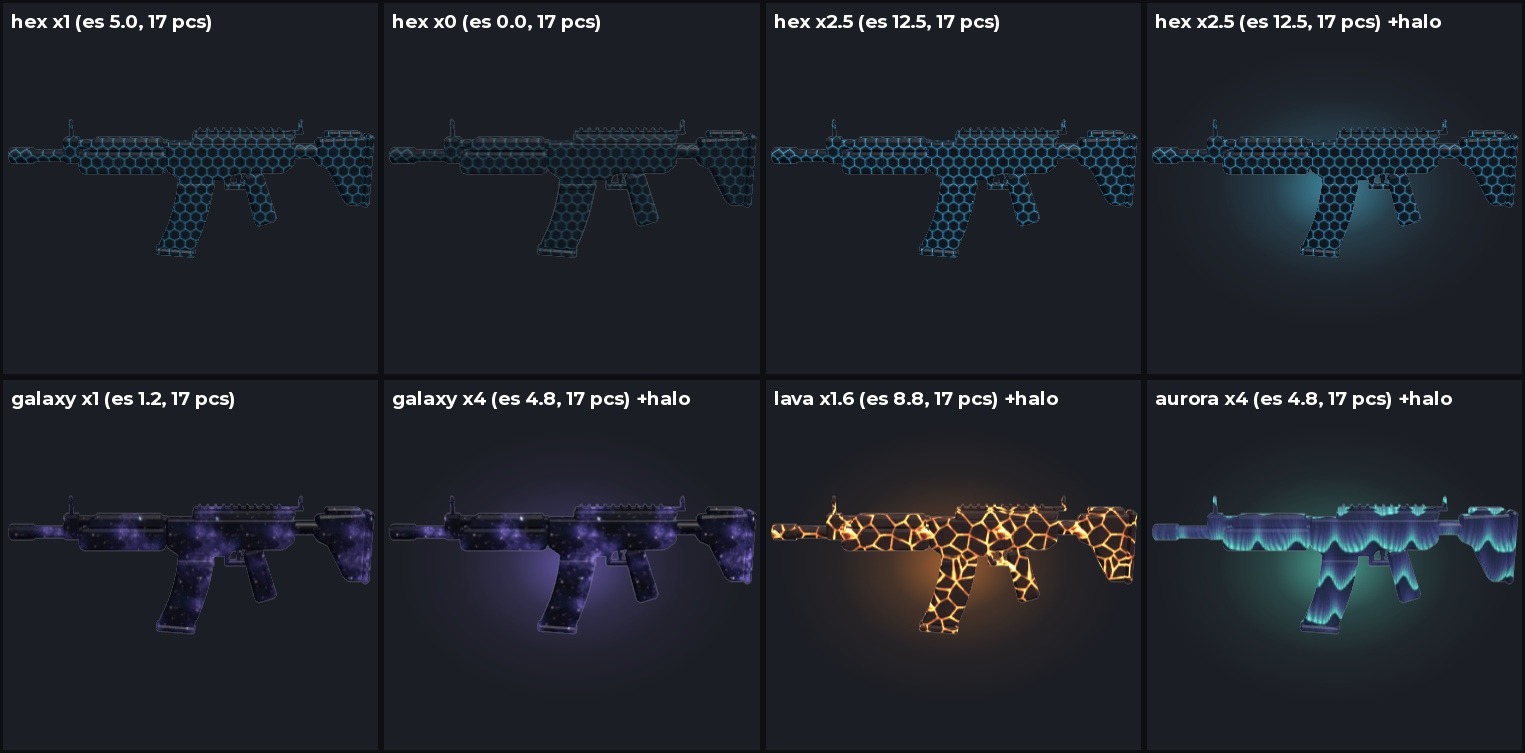 hex x1 (es 5.0, 17 pcs)
hex x0 (es 0.0, 17 pcs)
hex x2.5 (es 12.5, 17 pcs)
hex x2.5 (es 12.5, 17 pcs) +halo
galaxy x1 (es 1.2, 17 pcs)
galaxy x4 (es 4.8, 17 pcs) +halo
lava x1.6 (es 8.8, 17 pcs) +halo
aurora x4 (es 4.8, 17 pcs) +halo